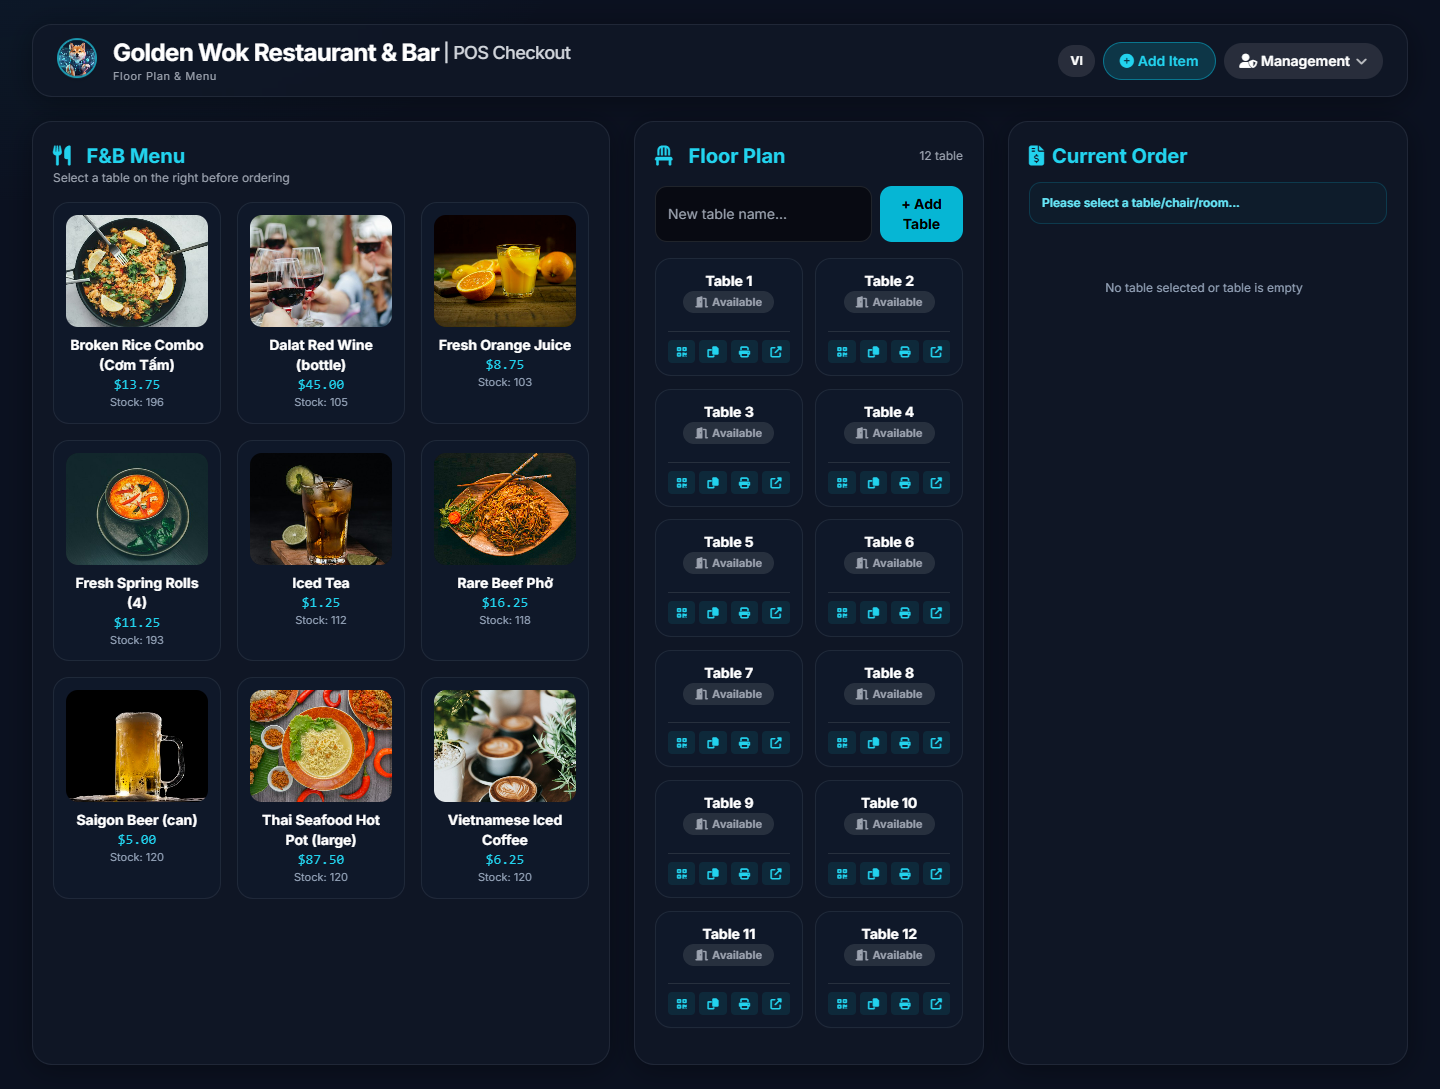 Golden Wok Restaurant & Bar | POS Checkout
Floor Plan & Menu
VI
Add Item
Management
F&B Menu
Select a table on the right before ordering
Broken Rice Combo
(Cơm Tấm)
$13.75
Stock: 196
Dalat Red Wine
(bottle)
$45.00
Stock: 105
Fresh Orange Juice
$8.75
Stock: 103
Fresh Spring Rolls
(4)
$11.25
Stock: 193
Iced Tea
$1.25
Stock: 112
Rare Beef Phở
$16.25
Stock: 118
Saigon Beer (can)
$5.00
Stock: 120
Thai Seafood Hot
Pot (large)
$87.50
Stock: 120
Vietnamese Iced
Coffee
$6.25
Stock: 120
Floor Plan
12 table
New table name...
+ Add
Table
Table 1
Available
Table 2
Available
Table 3
Available
Table 4
Available
Table 5
Available
Table 6
Available
Table 7
Available
Table 8
Available
Table 9
Available
Table 10
Available
Table 11
Available
Table 12
Available
Current Order
Please select a table/chair/room...
No table selected or table is empty